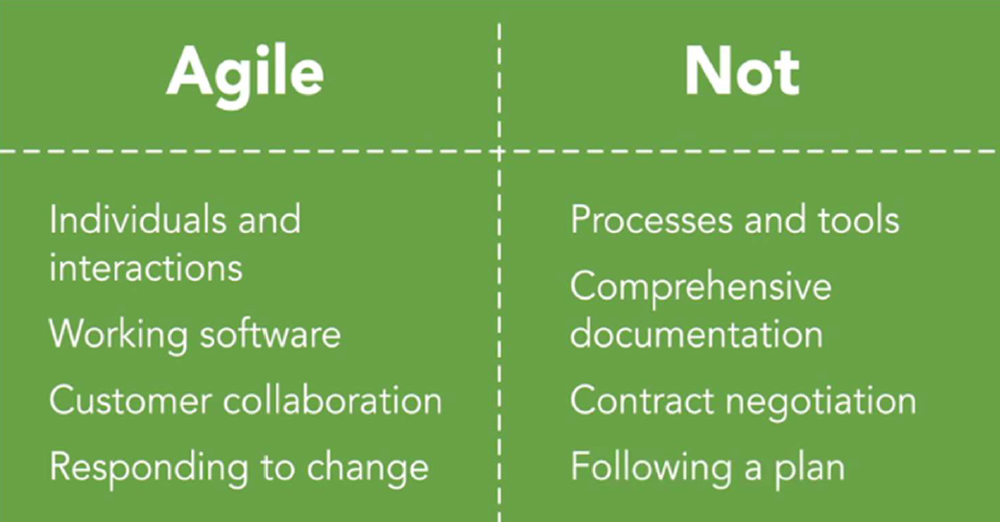 Agile
Not
Individuals and
interactions
Working software
Customer collaboration
Responding to change
Processes and tools
Comprehensive
documentation
Contract negotiation
Following a plan